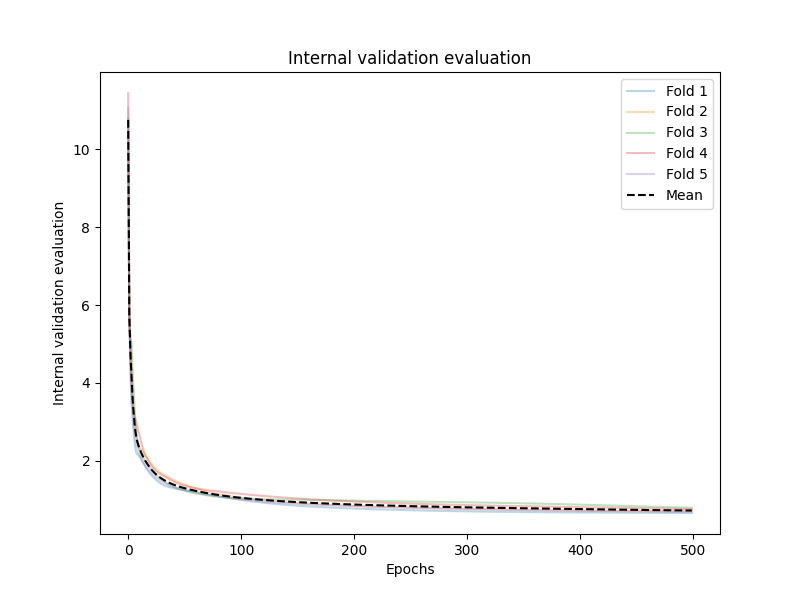 Internal validation evaluation
Fold 1
Fold 2
Fold 3
Fold 4
Fold 5
Mean
Internal validation evaluation
10
8
6
4
2
0 100 200 300 400 500
Epochs